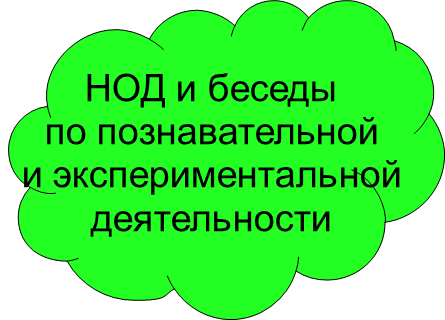 НОД и беседы
по познавательной
и экспериментальной
деятельности